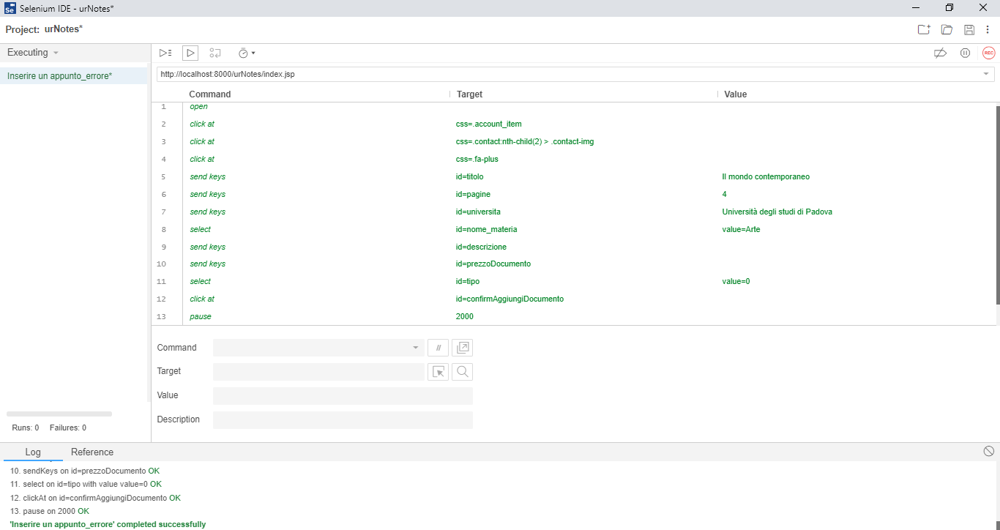 Selenium IDE - urNotes*
Project: urNotes*
Executing
Inserire un appunto_errore*
http://localhost:8000/urNotes/index.jsp
Command Target Value
1 open
2 click at css=.account_item
3 click at css=.contact:nth-child(2) > .contact-img
4 click at css=.fa-plus
5 send keys id=titolo Il mondo contemporaneo
6 send keys id=pagine 4
7 send keys id=universita Università degli studi di Padova
8 select id=nome_materia value=Arte
9 send keys id=descrizione
10 send keys id=prezzoDocumento
11 select id=tipo value=0
12 click at id=confirmAggiungiDocumento
13 pause 2000
Command //
Target
Value
Description
Runs: 0 Failures: 0
REC
Log Reference
10. sendKeys on id=prezzoDocumento OK
11. select on id=tipo with value value=0 OK
12. clickAt on id=confirmAggiungiDocumento OK
13. pause on 2000 OK
'Inserire un appunto_errore' completed successfully